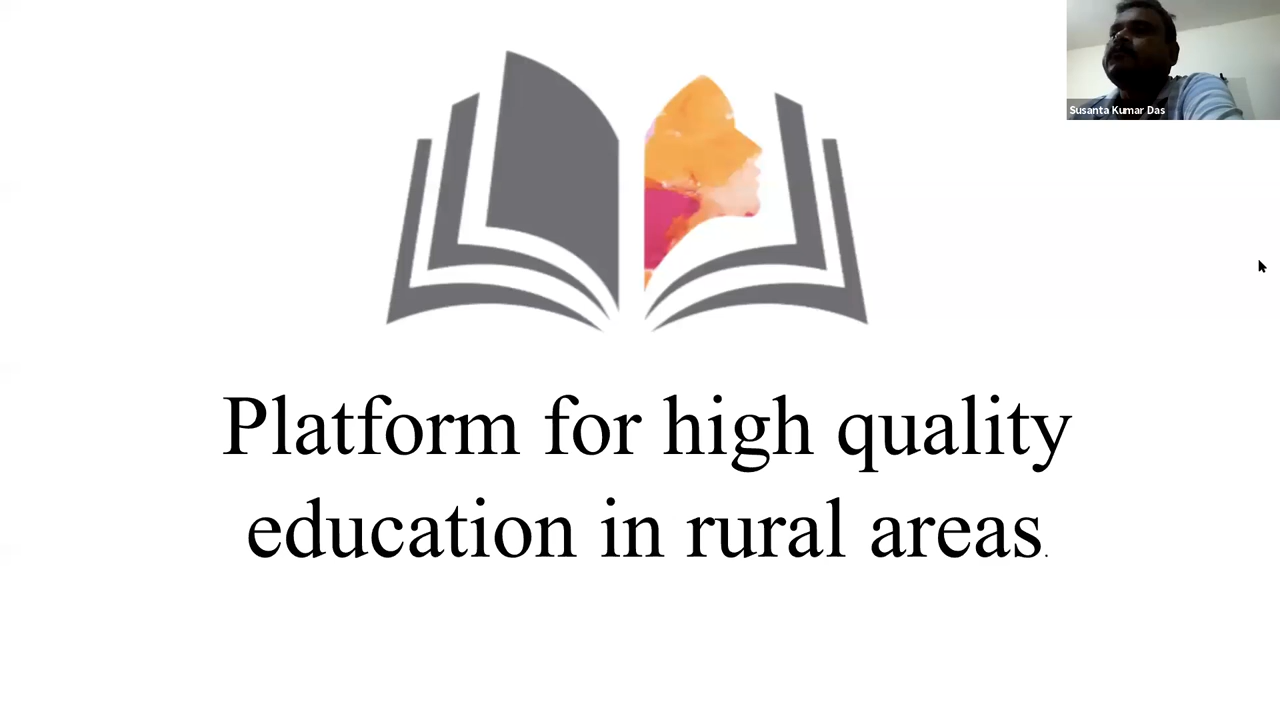 Susanta Kumar Das
Platform for high quality
education in rural areas.